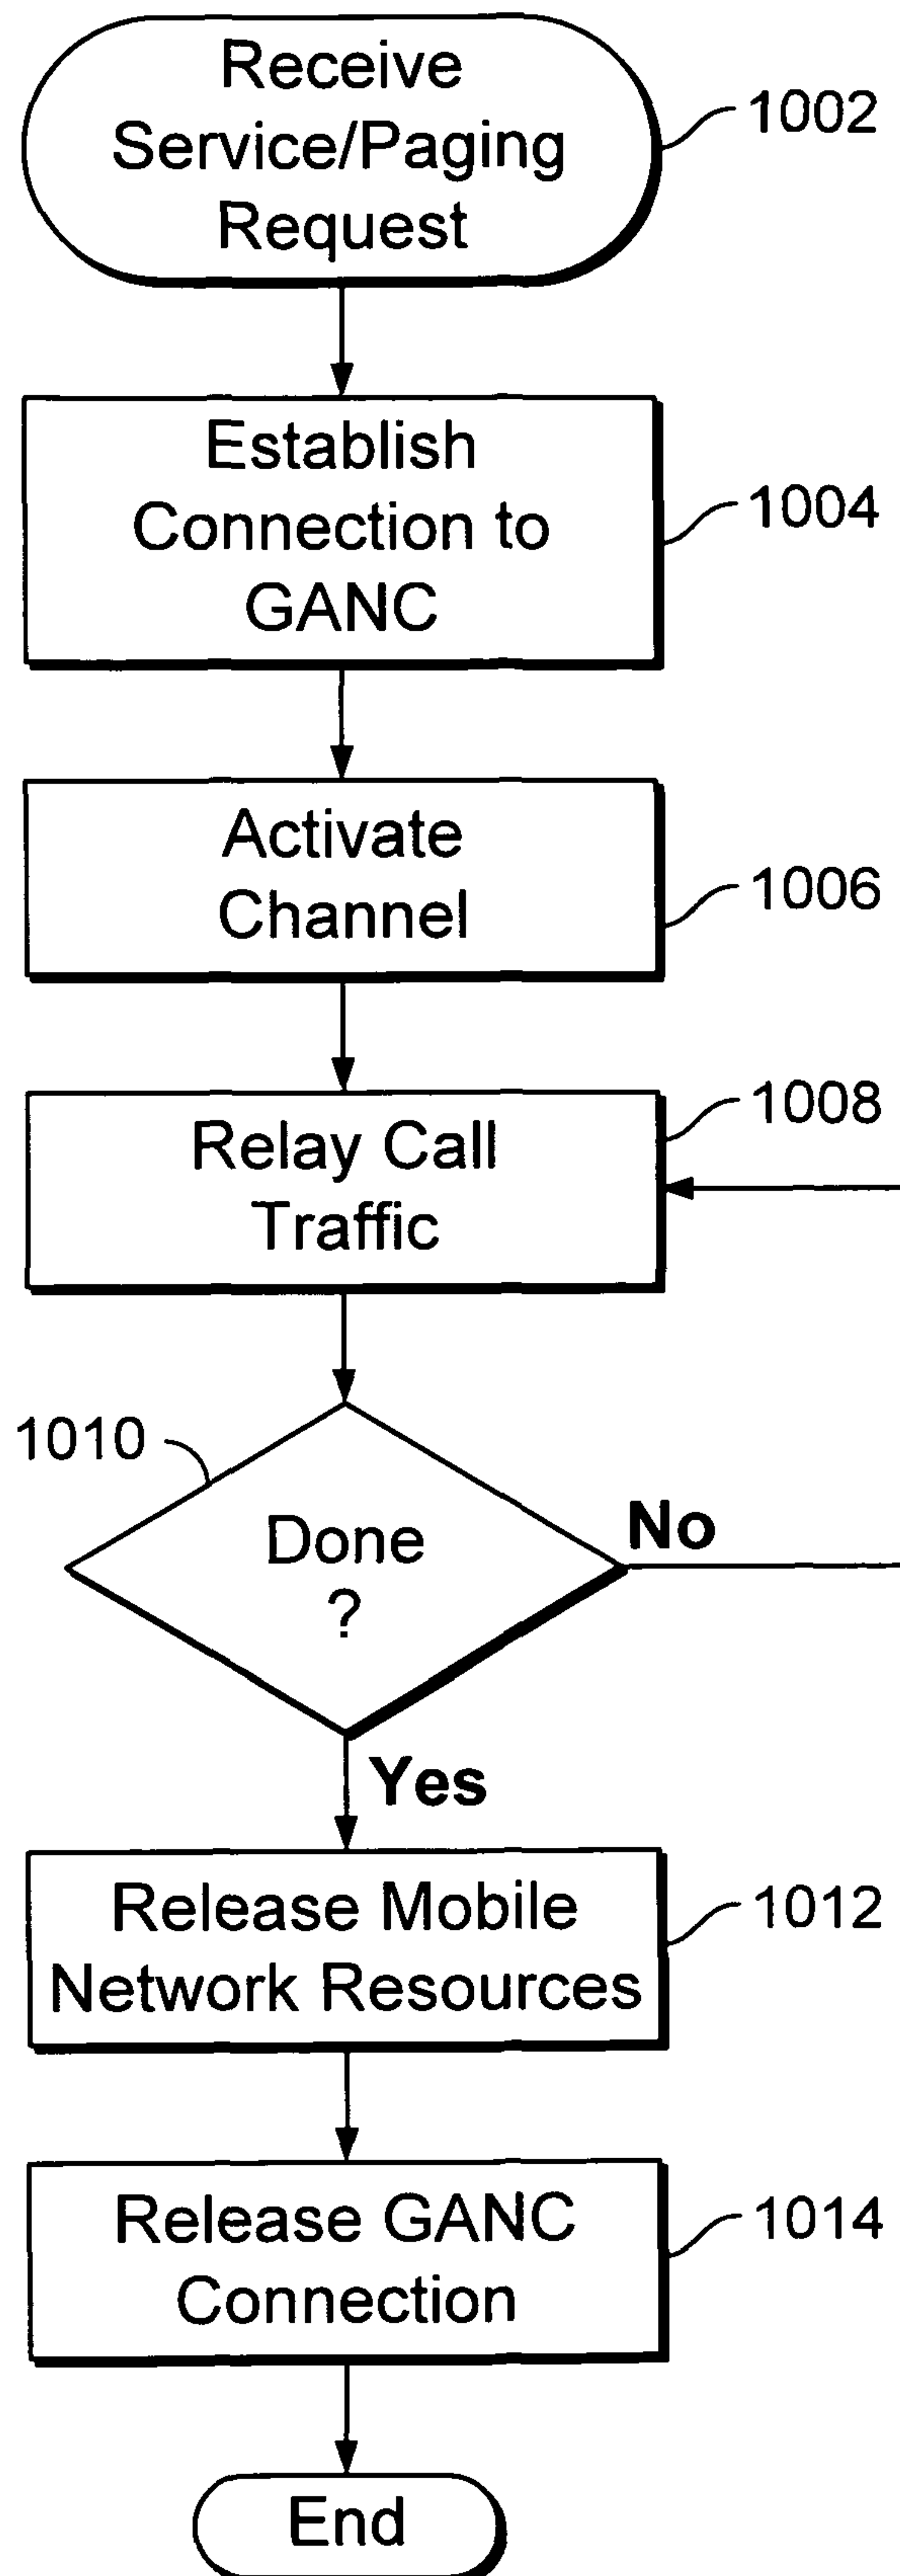 Receive
Service/Paging
Request
1002
Establish
Connection to
GANC
1004
Activate
Channel
1006
Relay Call
Traffic
1008
1010
Done
?
No
Yes
Release Mobile
Network Resources
1012
Release GANC
Connection
1014
End